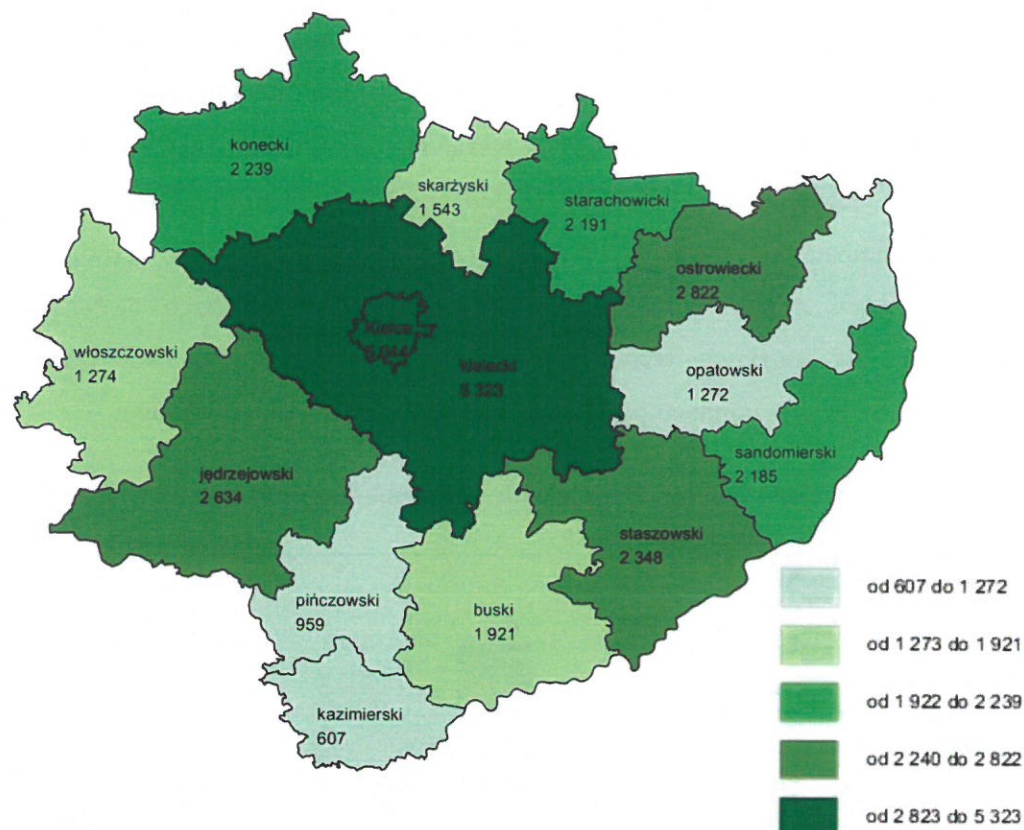 konecki
2 239
skarżyski
1 543
starachowicki
2 191
ostrowiecki
2 822
włoszczowski
1 274
Kielce
kielecki
5 323
opatowski
1 272
jędrzejowski
2 634
sandomierski
2 185
staszowski
2 348
pińczowski
959
buski
1 921
kazimierski
607
od 607 do 1 272
od 1 273 do 1 921
od 1 922 do 2 239
od 2 240 do 2 822
od 2 823 do 5 323